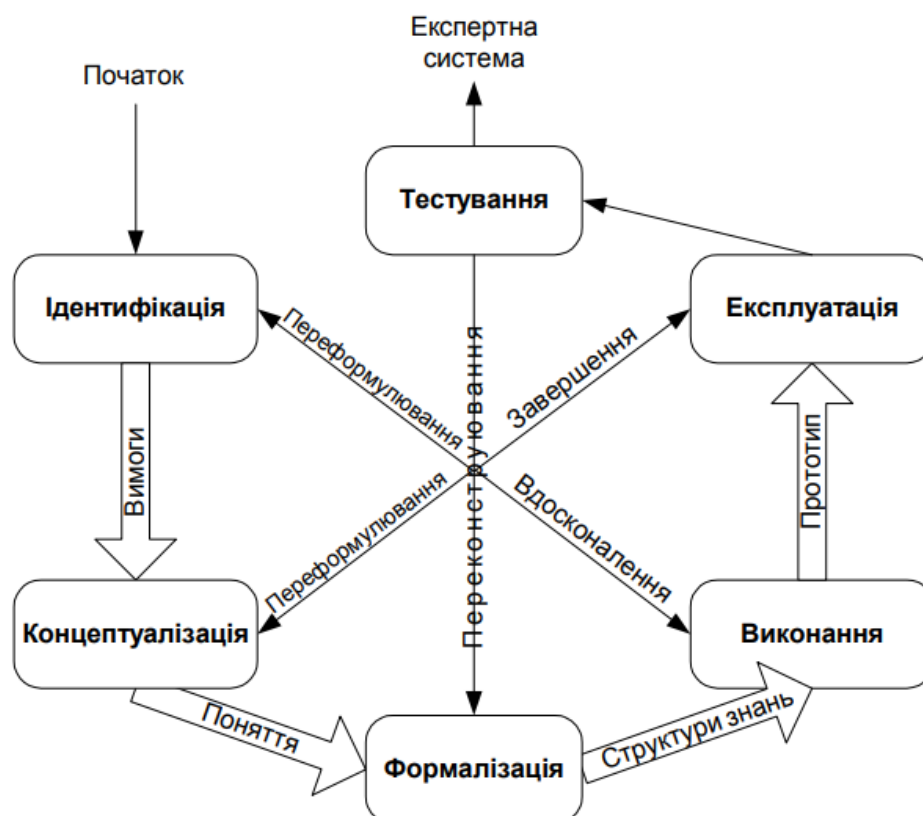 Експертна
система
Початок
Тестування
Ідентифікація
Експлуатація
Переформулювання
Завершення
Переконструювання
Вимоги
Прототип
Переформулювання
Вдосконалення
Концептуалізація
Виконання
Поняття
Структури знань
Формалізація